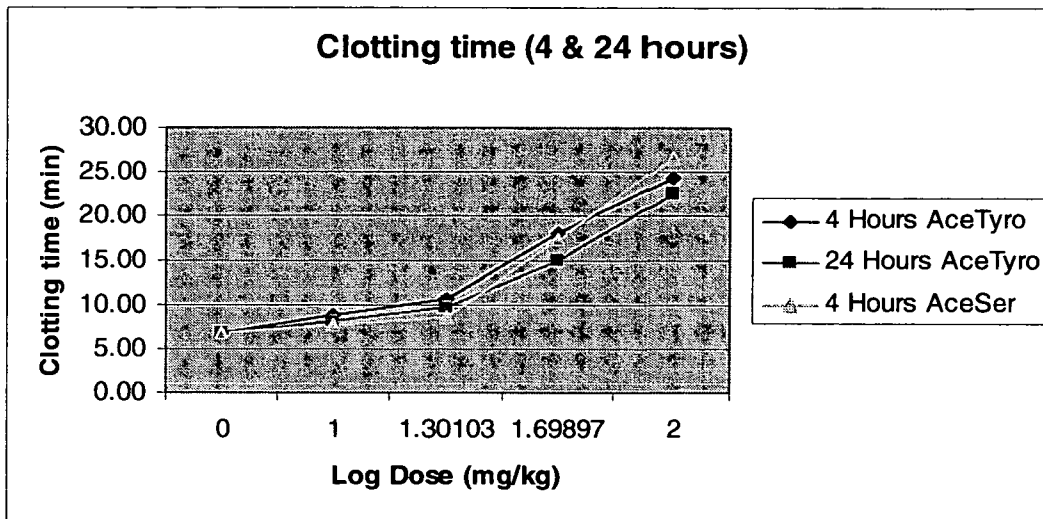 Clotting time (4 & 24 hours)
Clotting time (min)
30.00
25.00
20.00
15.00
10.00
5.00
0.00
0 1 1.30103 1.69897 2
Log Dose (mg/kg)
4 Hours AceTyro
24 Hours AceTyro
4 Hours AceSer